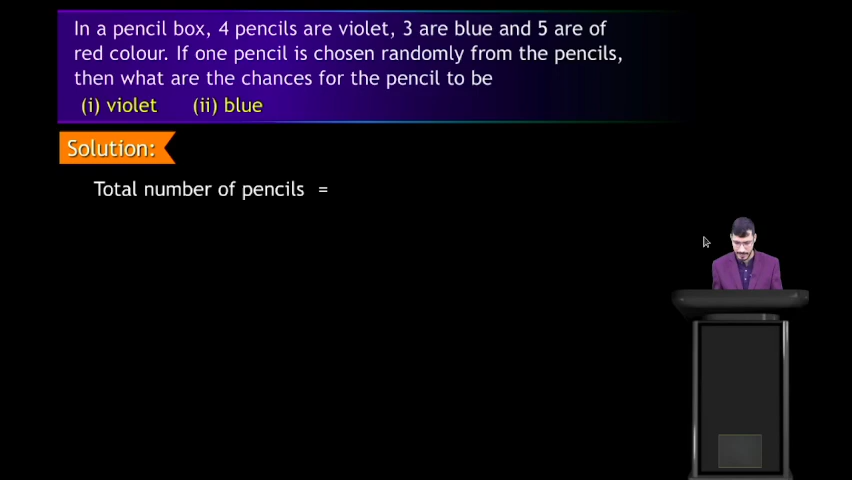 In a pencil box, 4 pencils are violet, 3 are blue and 5 are of
red colour. If one pencil is chosen randomly from the pencils,
then what are the chances for the pencil to be
(i) violet (ii) blue
Solution:
Total number of pencils =